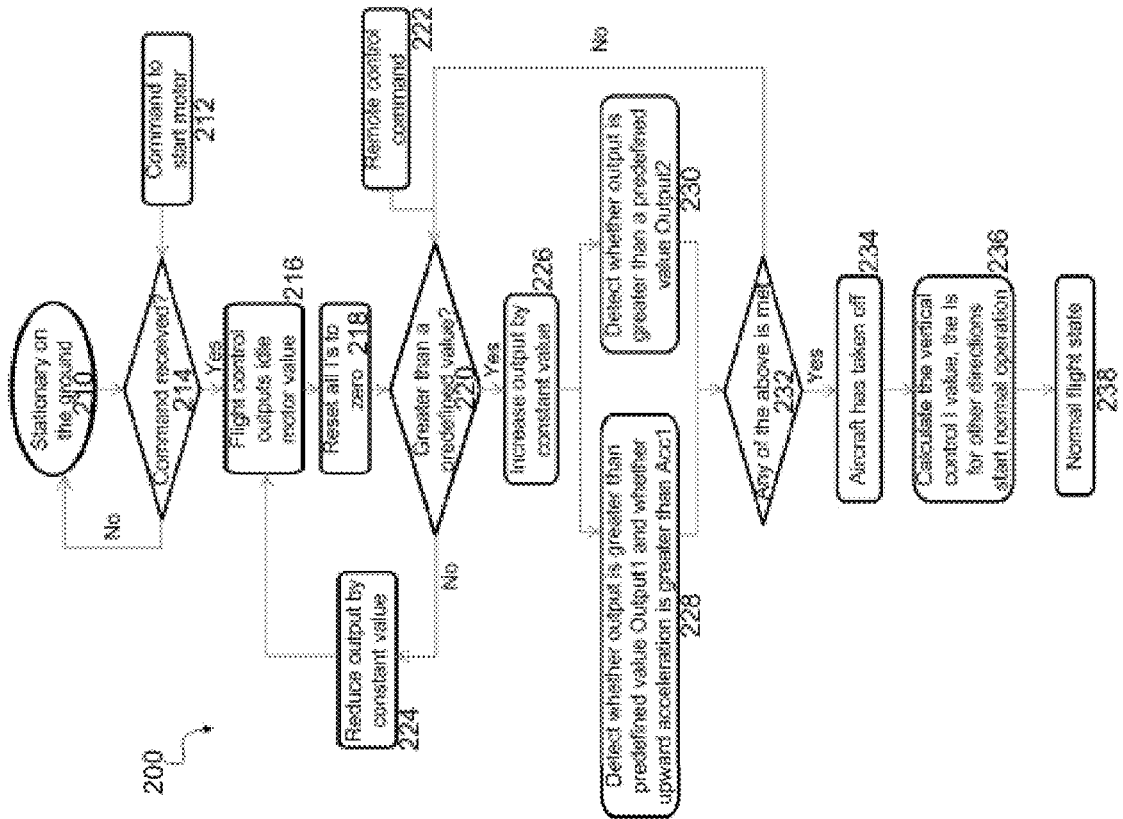 200
Stationary on
the ground
210
Command to
start motor
212
Command received?
214
No
Yes
Flight control
outputs idle
motor value
216
Reset all I's to
zero 218
Remote control
command
222
Greater than a
predefined value?
220
No
Yes
Reduce output by
constant value
224
Increase output by
constant value
226
Detect whether output is greater than
predefined value Output1 and whether
upward acceleration is greater than Acc1
228
Detect whether output is
greater than a predefined
value Output2
230
Any of the above is met
232
No
Yes
Aircraft has taken off
234
Calculate the vertical
control I value, the Is
for other directions
start normal operation
236
Normal flight state
238